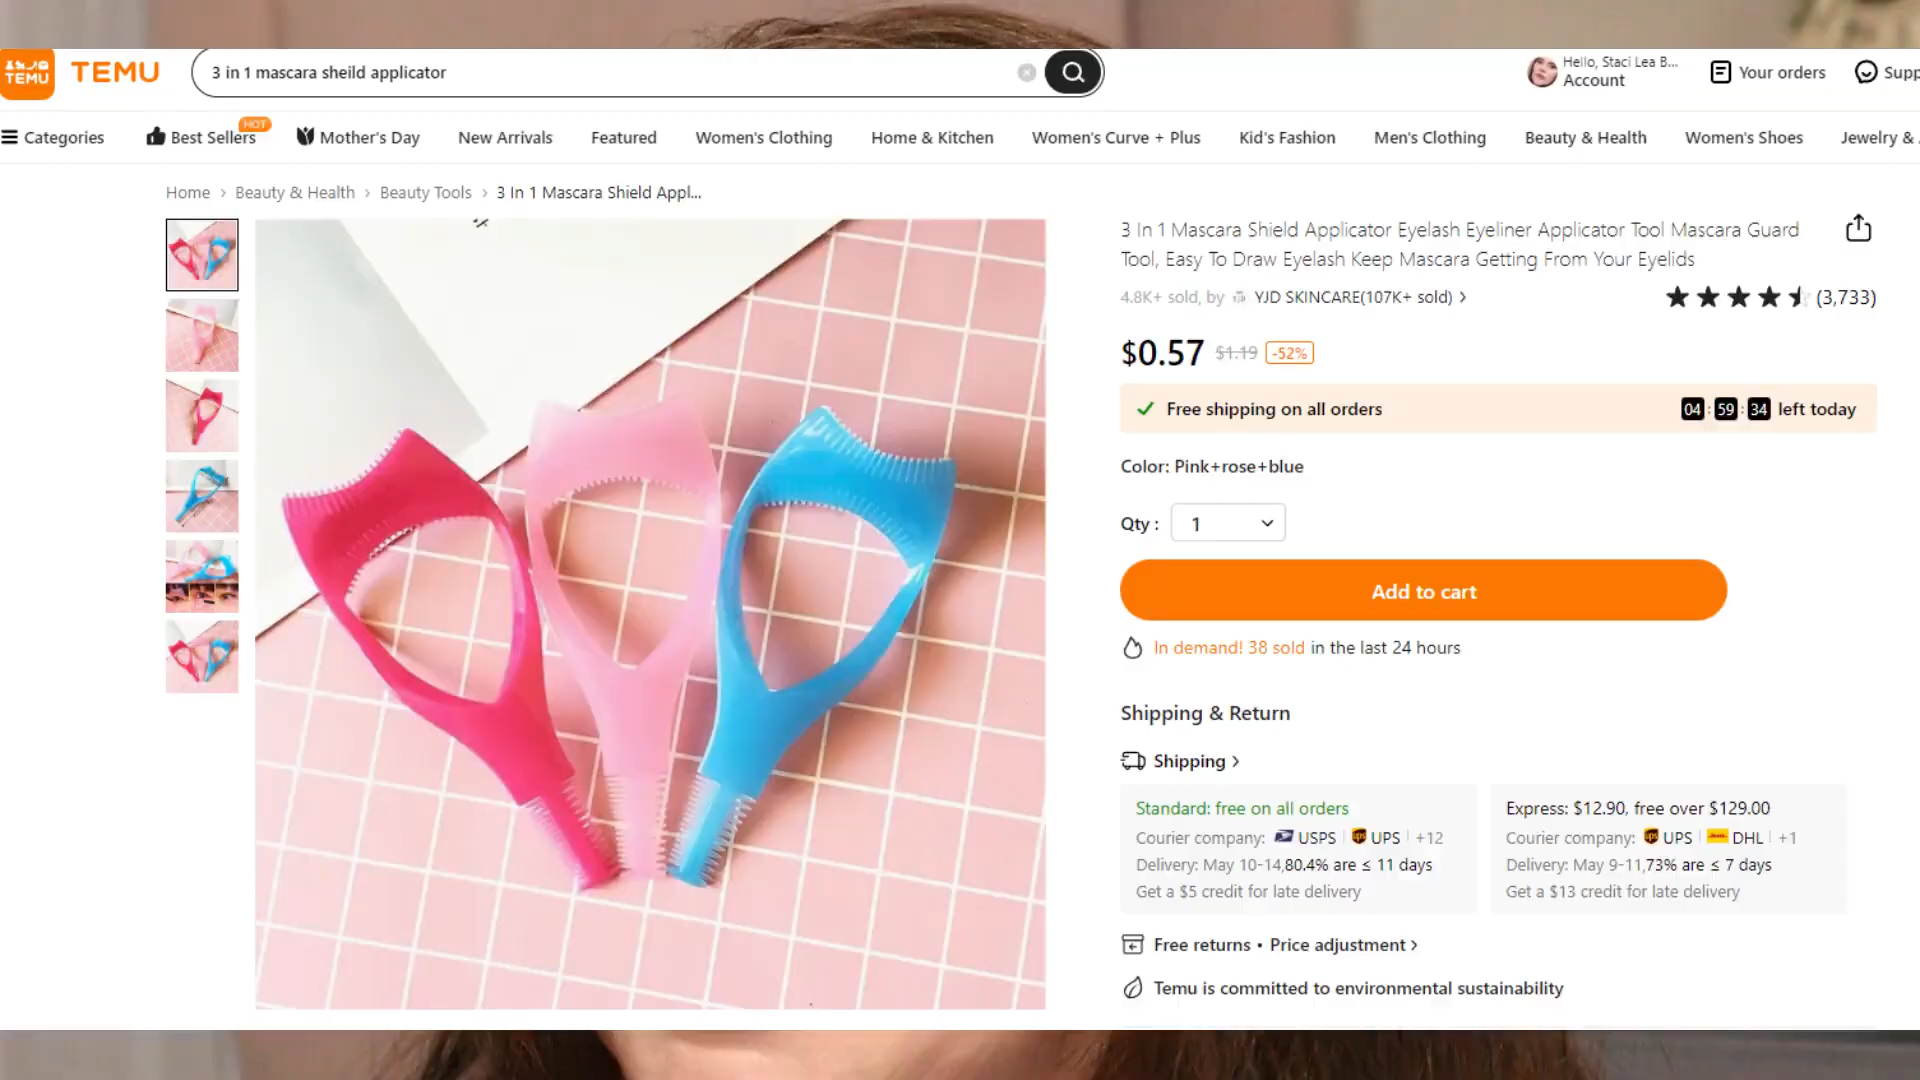 TEMU
TEMU
3 in 1 mascara sheild applicator
Hello, Staci Lea B...
Account
Your orders
Supp
Categories
Best Sellers
HOT
Mother's Day
New Arrivals
Featured
Women's Clothing
Home & Kitchen
Women's Curve + Plus
Kid's Fashion
Men's Clothing
Beauty & Health
Women's Shoes
Jewelry &
Home > Beauty & Health > Beauty Tools > 3 In 1 Mascara Shield Appl...
3 In 1 Mascara Shield Applicator Eyelash Eyeliner Applicator Tool Mascara Guard
Tool, Easy To Draw Eyelash Keep Mascara Getting From Your Eyelids
4.8K+ sold, by YJD SKINCARE(107K+ sold) >
(3,733)
$0.57 $1.19 -52%
Free shipping on all orders
04 : 59 : 34 left today
Color: Pink+rose+blue
Qty : 1
Add to cart
In demand! 38 sold in the last 24 hours
Shipping & Return
Shipping >
Standard: free on all orders
Courier company: USPS | UPS | +12
Delivery: May 10-14,80.4% are ≤ 11 days
Get a $5 credit for late delivery
Express: $12.90, free over $129.00
Courier company: UPS | DHL | +1
Delivery: May 9-11,73% are ≤ 7 days
Get a $13 credit for late delivery
Free returns • Price adjustment >
Temu is committed to environmental sustainability